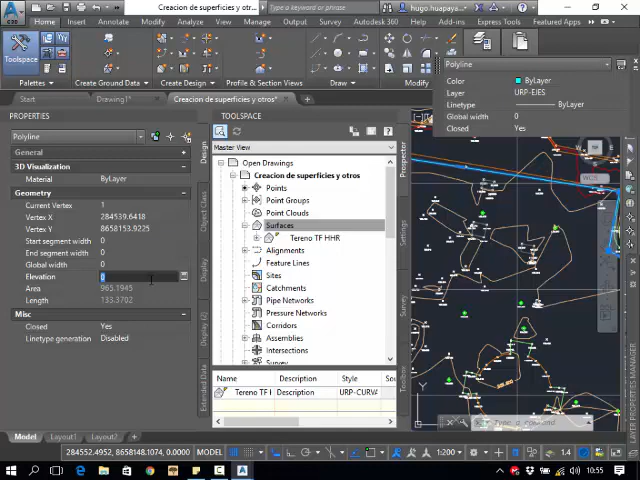 Creacion de superficies y otr...
Type a keyword or phrase
hugo.huapaya...
Home
Insert
Annotate
Modify
Analyze
View
Manage
Output
Survey
Autodesk 360
Help
Add-ins
Express Tools
Featured Apps
Toolspace
Palettes
Create Ground Data
Create Design
Profile & Section Views
Draw
Modify
Start
Drawing1*
Creacion de superficies y otros*
Polyline
Color
ByLayer
Layer
URP-EJES
Linetype
ByLayer
Global width
0
Closed
Yes
PROPERTIES
Polyline
General
3D Visualization
Material
ByLayer
Geometry
Current Vertex
1
Vertex X
284539.6418
Vertex Y
8658153.9225
Start segment width
0
End segment width
0
Global width
0
Elevation
0
Area
965.1945
Length
133.3702
Misc
Closed
Yes
Linetype generation
Disabled
Design
Object Class
Display
Display (2)
Extended Data
TOOLSPACE
Master View
Open Drawings
Creacion de superficies y otros
Points
Point Groups
Point Clouds
Surfaces
Tereno TF HHR
Alignments
Feature Lines
Sites
Catchments
Pipe Networks
Pressure Networks
Corridors
Assemblies
Intersections
Survey
Name
Description
Style
Sou
Tereno TF H
Description
URP-CURVA
Prospector
Settings
Survey
Toolbox
WCS
Y
Type a command
LAYER PROPERTIES MANAGER
Model
Layout1
Layout2
+
284552.4950, 8658148.1074, 0.0000
MODEL
1:200
1.4
10:55